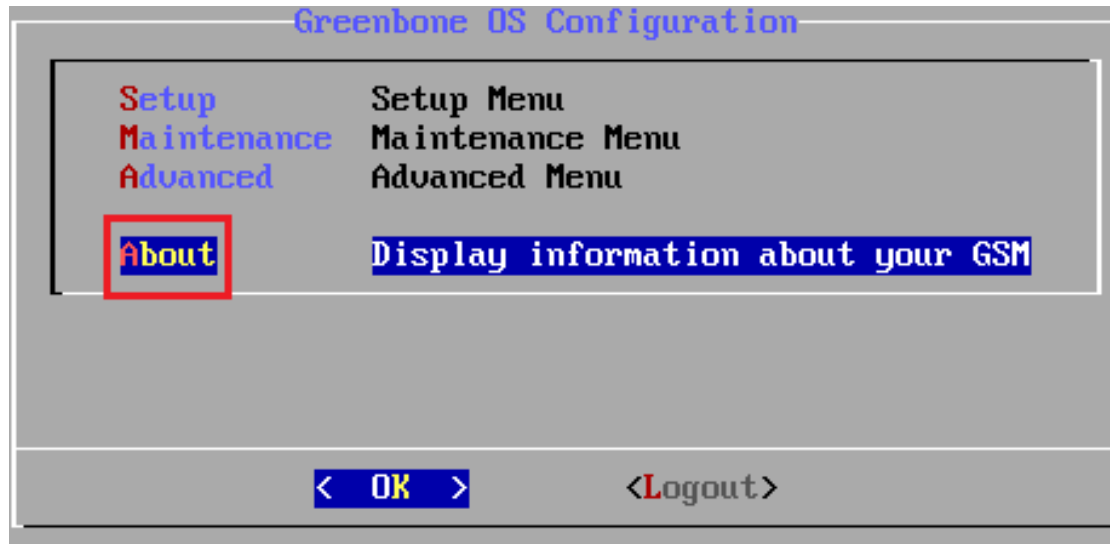 Greenbone OS Configuration
Setup Setup Menu
Maintenance Maintenance Menu
Advanced Advanced Menu
About Display information about your GSM
< OK > <Logout>